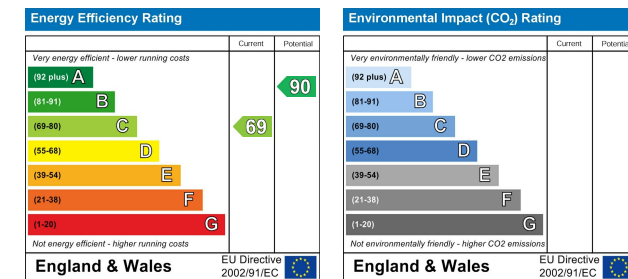 Energy Efficiency Rating
Current Potential
Very energy efficient - lower running costs
(92 plus) A
90
(81-91) B
(69-80) C
69
(55-68) D
(39-54) E
(21-38) F
(1-20) G
Not energy efficient - higher running costs
England & Wales
EU Directive
2002/91/EC
Environmental Impact (CO2) Rating
Current Potentia
Very environmentally friendly - lower CO2 emissions
(92 plus) A
(81-91) B
(69-80) C
(55-68) D
(39-54) E
(21-38) F
(1-20) G
Not environmentally friendly - higher CO2 emissions
England & Wales
EU Directive
2002/91/EC